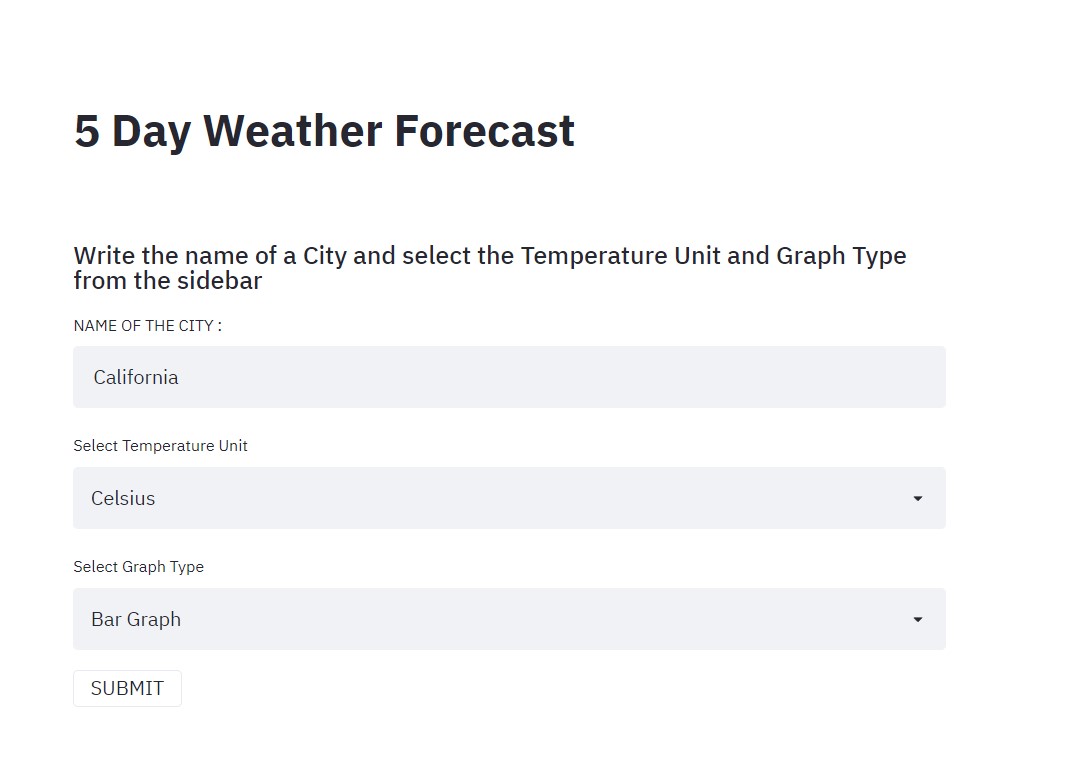 5 Day Weather Forecast
Write the name of a City and select the Temperature Unit and Graph Type
from the sidebar
NAME OF THE CITY :
California
Select Temperature Unit
Celsius
Select Graph Type
Bar Graph
SUBMIT